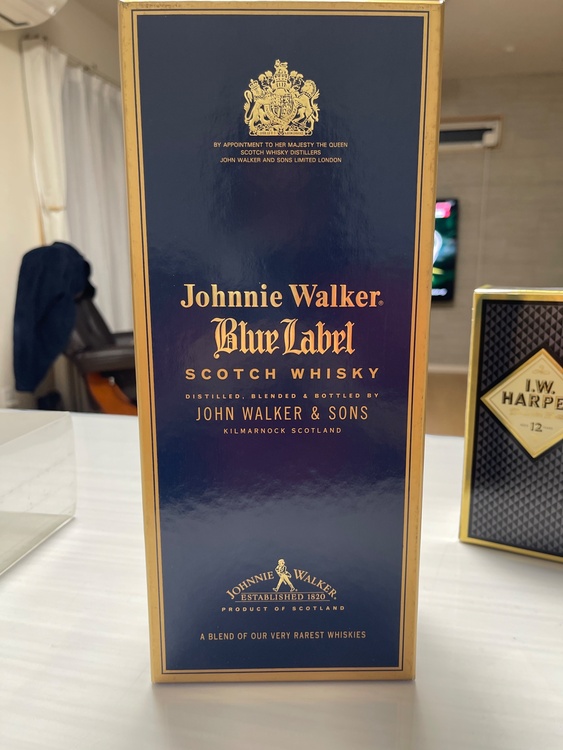 BY APPOINTMENT TO HER MAJESTY THE QUEEN
SCOTCH WHISKY DISTILLERS
JOHN WALKER AND SONS LIMITED LONDON
Johnnie Walker®
Blue Label
SCOTCH WHISKY
DISTILLED, BLENDED & BOTTLED BY
JOHN WALKER & SONS
KILMARNOCK SCOTLAND
JOHNNIE WALKER
ESTABLISHED 1820
PRODUCT OF SCOTLAND
A BLEND OF OUR VERY RAREST WHISKIES
I.W.
HARPE
12